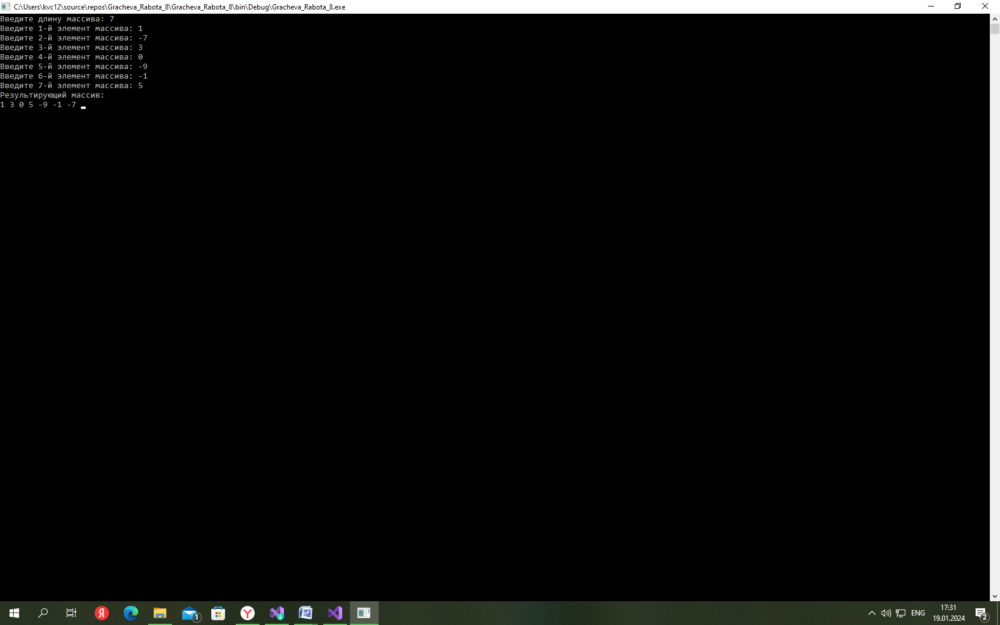 C:\Users\kvc12\source\repos\Gracheva_Rabota_8\Gracheva_Rabota_8\bin\Debug\Gracheva_Rabota_8.exe
Введите длину массива: 7
Введите 1-й элемент массива: 1
Введите 2-й элемент массива: -7
Введите 3-й элемент массива: 3
Введите 4-й элемент массива: 0
Введите 5-й элемент массива: -9
Введите 6-й элемент массива: -1
Введите 7-й элемент массива: 5
Результирующий массив:
1 3 0 5 -9 -1 -7
Я
1
Y
W
ENG
17:31
19.01.2024
2